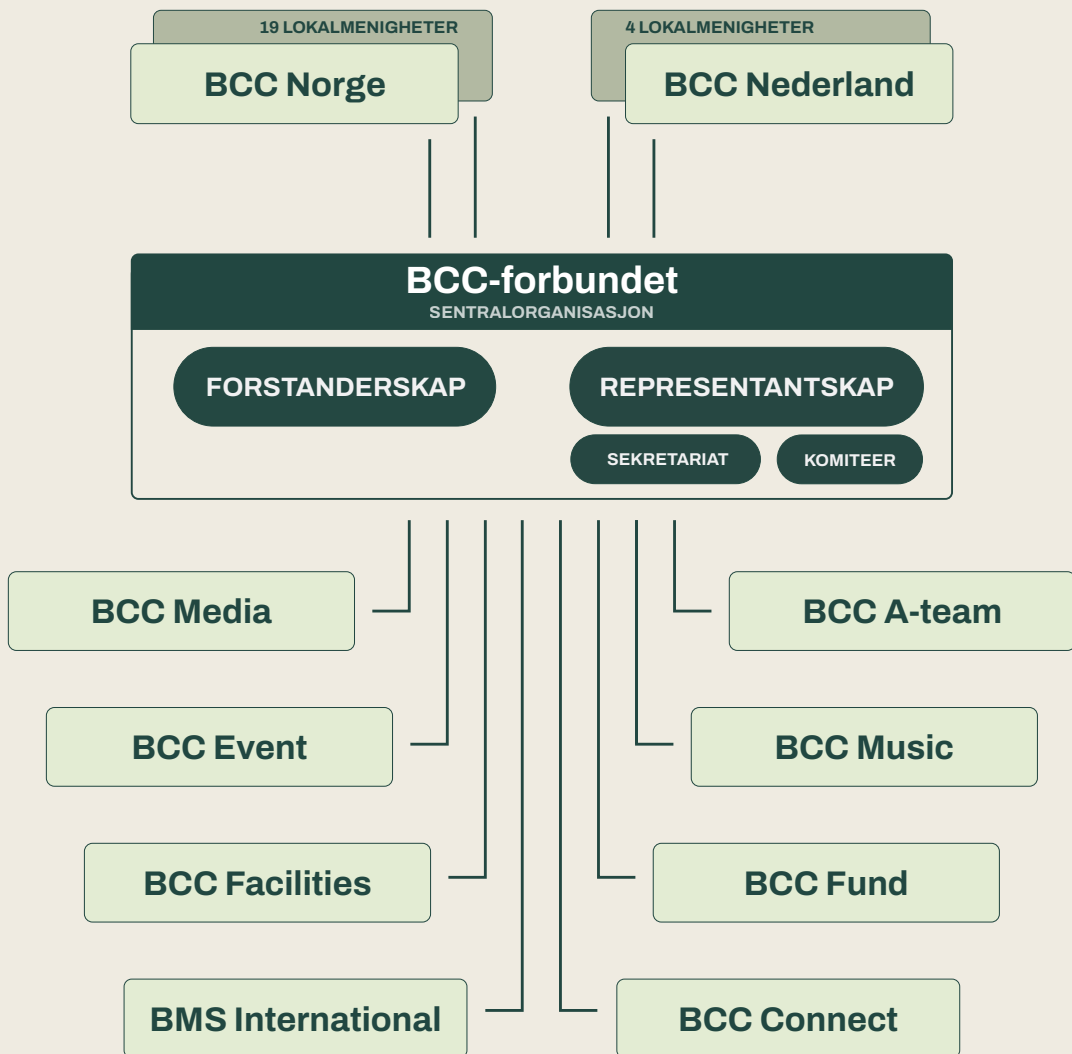 19 LOKALMENIGHETER
BCC Norge
4 LOKALMENIGHETER
BCC Nederland
BCC-forbundet
SENTRALORGANISASJON
FORSTANDERSKAP
REPRESENTANTSKAP
SEKRETARIAT
KOMITEER
BCC Media
BCC A-team
BCC Event
BCC Music
BCC Facilities
BCC Fund
BMS International
BCC Connect